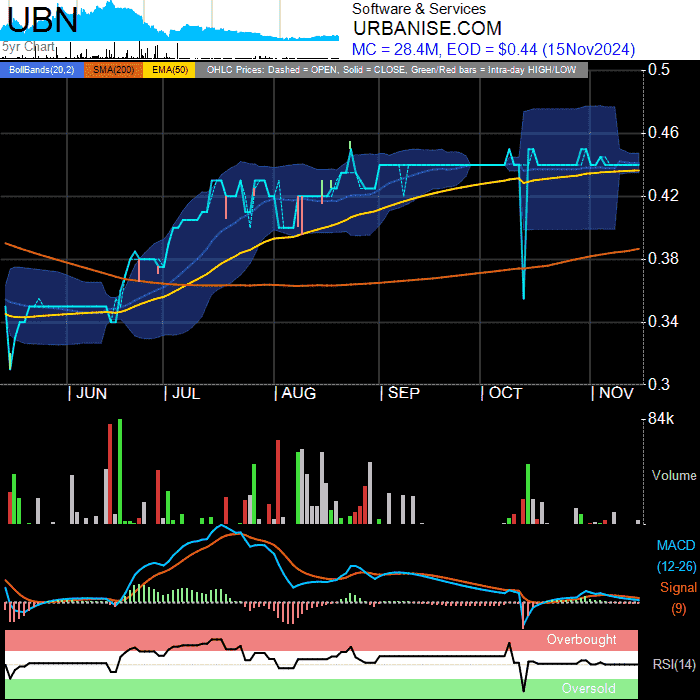 UBN
Software & Services
URBANISE.COM
5yr Chart
MC = 28.4M, EOD = $0.44 (15Nov2024)
BollBands(20,2) SMA(200) EMA(50) OHLC Prices: Dashed = OPEN, Solid = CLOSE, Green/Red bars = Intra-day HIGH/LOW
0.5
0.46
0.42
0.38
0.34
0.3
JUN JUL AUG SEP OCT NOV
84k
Volume
MACD
(12-26)
Signal
(9)
Overbought
RSI(14)
Oversold